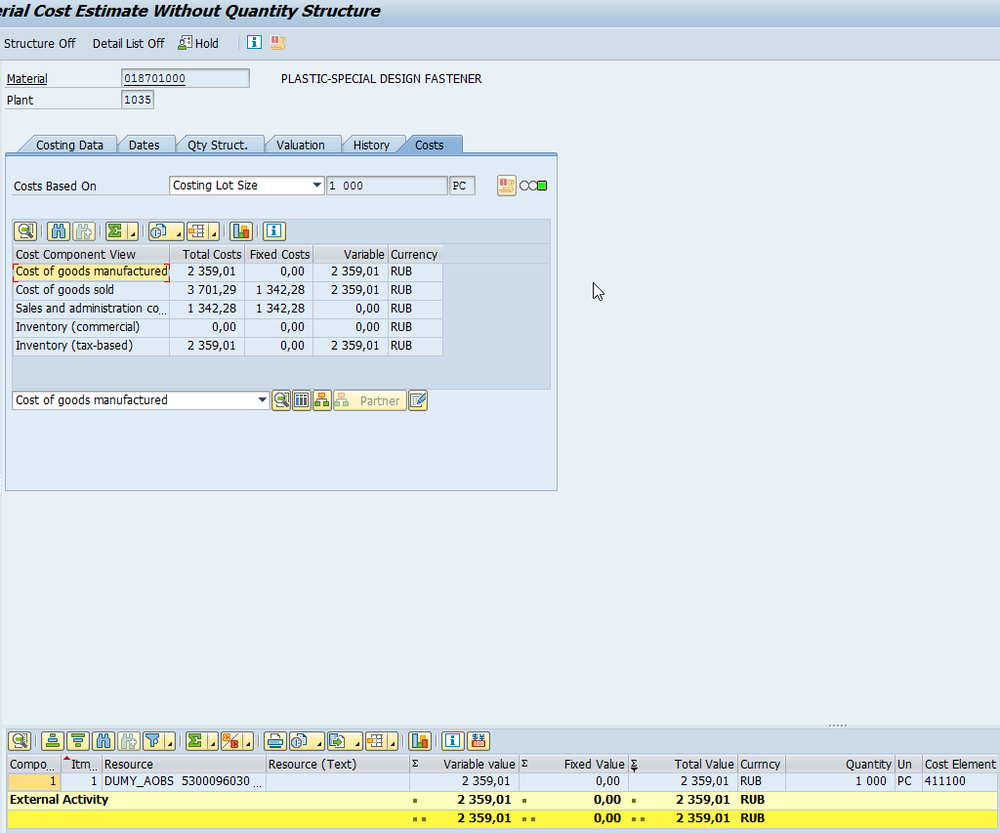 rial Cost Estimate Without Quantity Structure
Structure Off Detail List Off Hold
Material 018701000 PLASTIC-SPECIAL DESIGN FASTENER
Plant 1035
Costing Data Dates Qty Struct. Valuation History Costs
Costs Based On Costing Lot Size 1 000 PC
Cost Component View Total Costs Fixed Costs Variable Currency
Cost of goods manufactured 2 359,01 0,00 2 359,01 RUB
Cost of goods sold 3 701,29 1 342,28 2 359,01 RUB
Sales and administration co... 1 342,28 1 342,28 0,00 RUB
Inventory (commercial) 0,00 0,00 0,00 RUB
Inventory (tax-based) 2 359,01 0,00 2 359,01 RUB
Cost of goods manufactured Partner
Compo... Itm... Resource Resource (Text) Σ Variable value Σ Fixed Value Σ Total Value Currncy Quantity Un Cost Element
1 1 DUMY_AOBS 5300096030 ... 2 359,01 0,00 2 359,01 RUB 1 000 PC 411100
External Activity 2 359,01 0,00 2 359,01 RUB
2 359,01 0,00 2 359,01 RUB